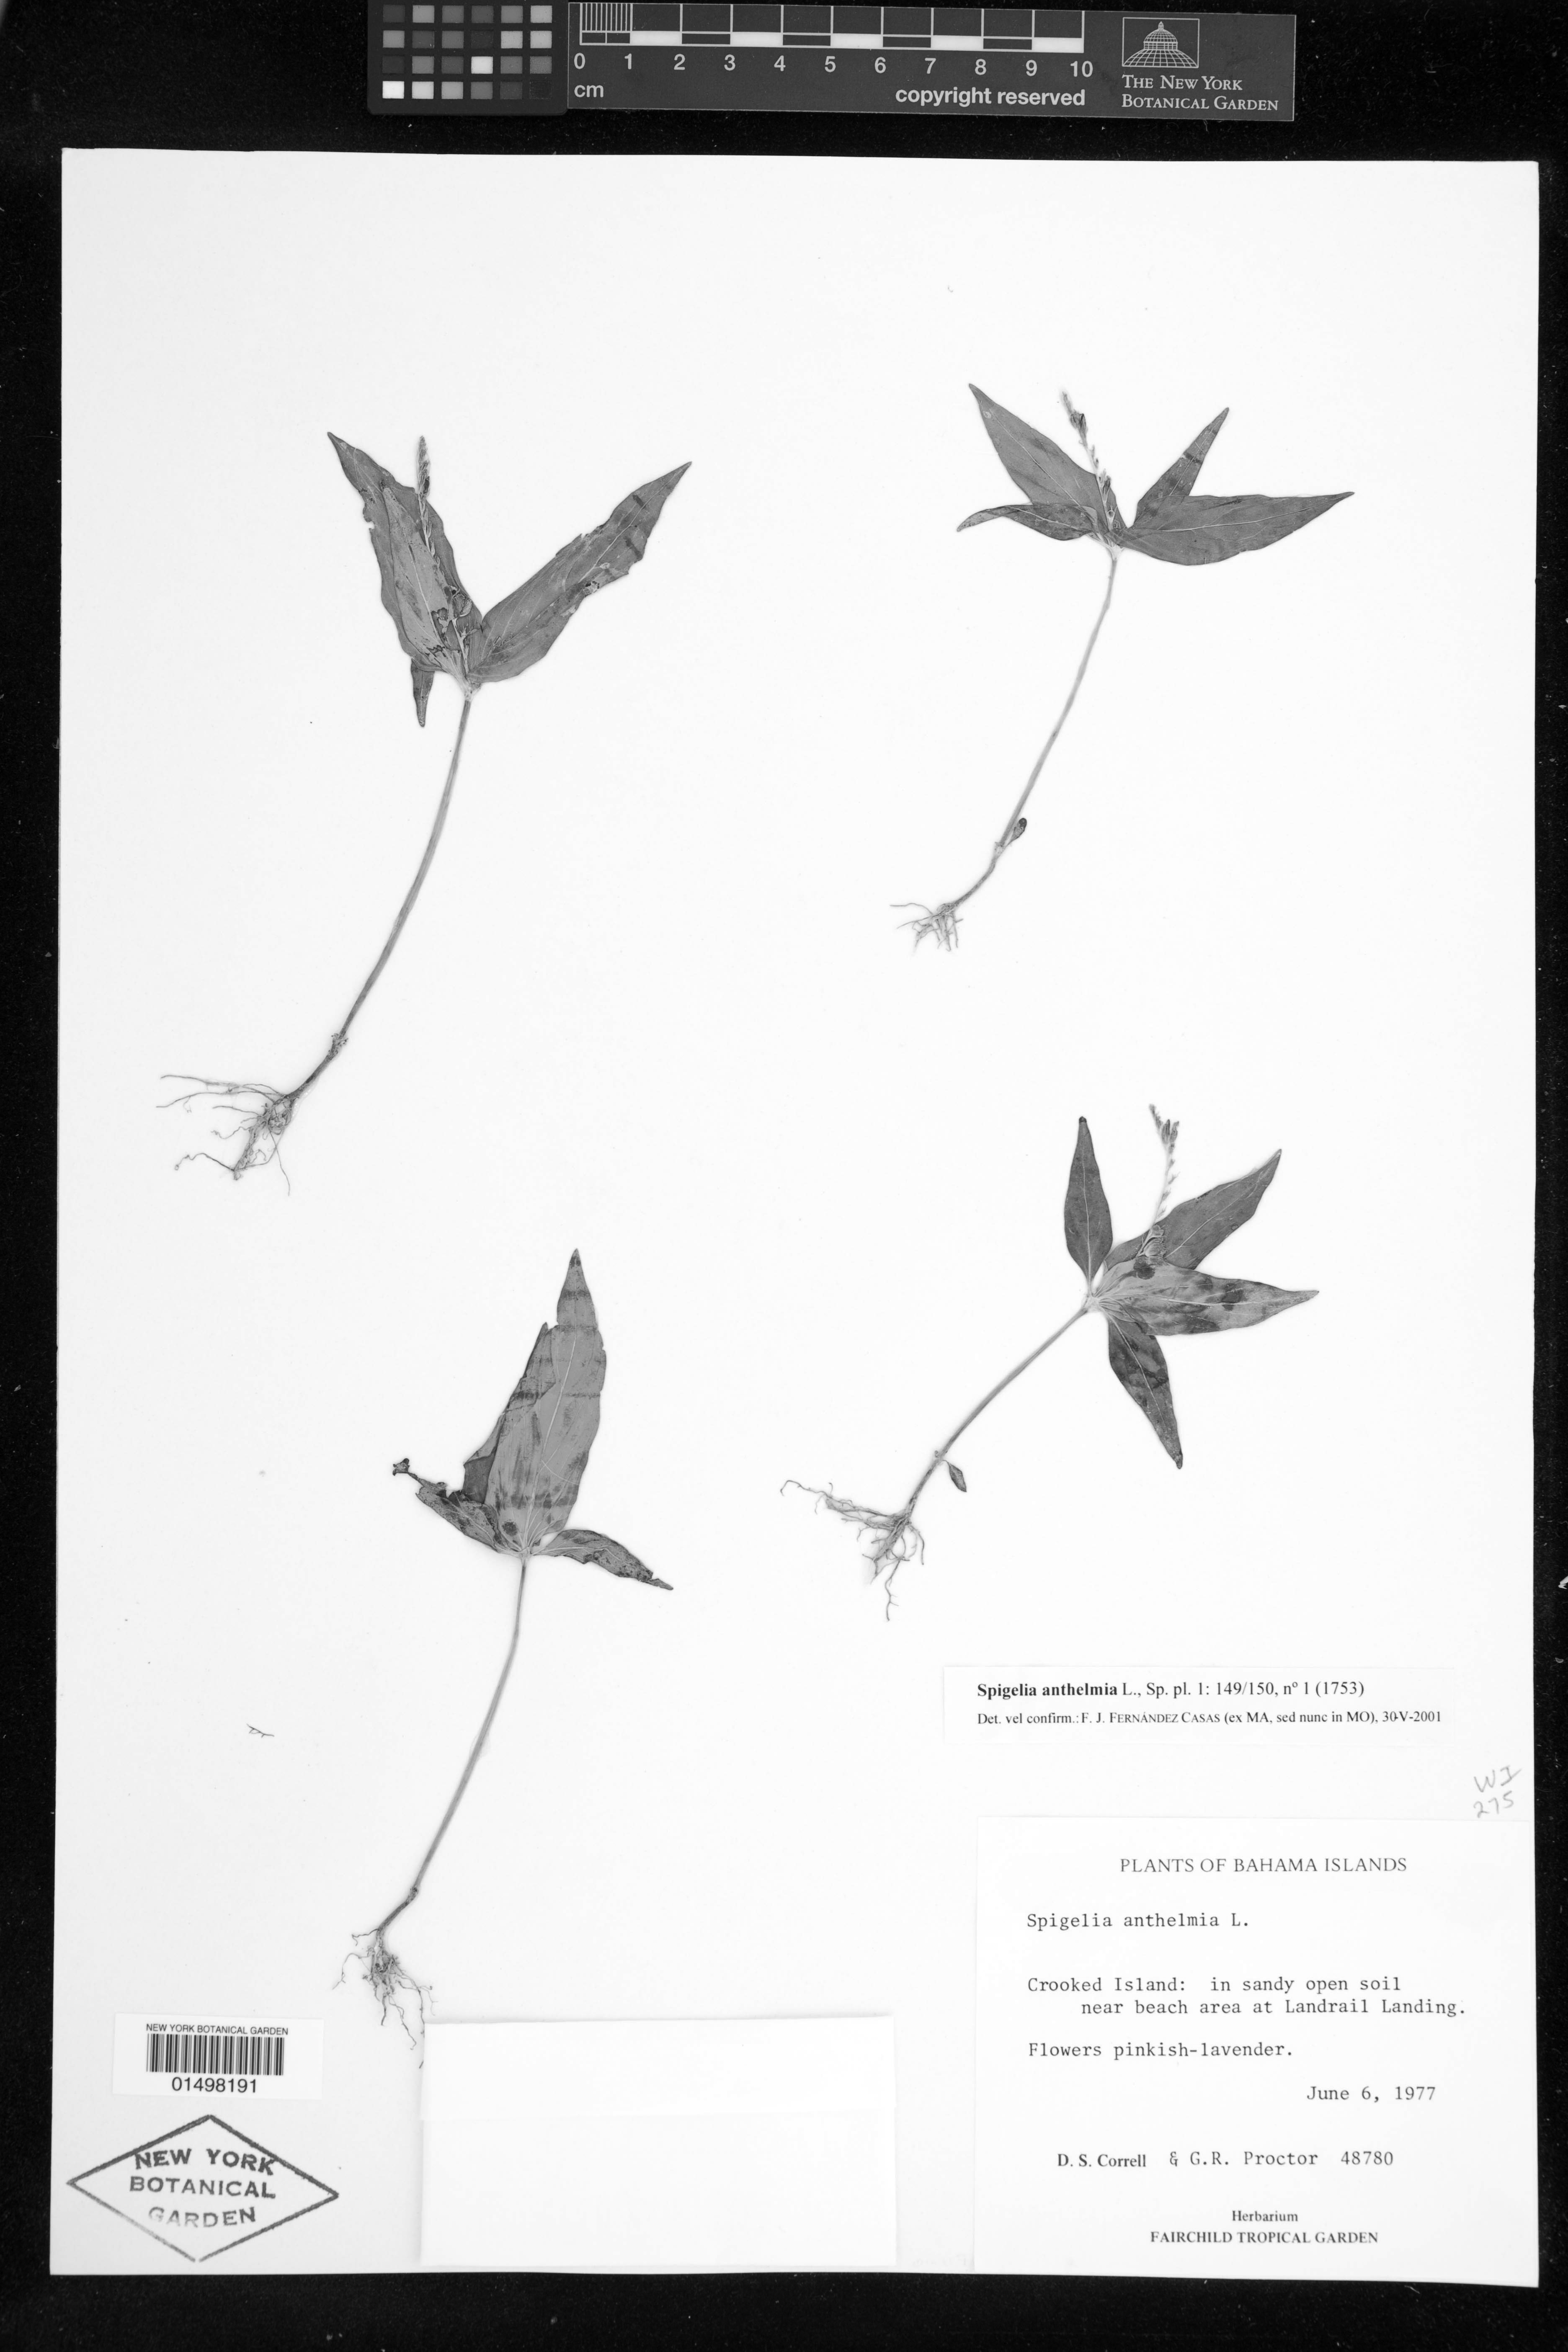 0 1 2 3 4 5 6 7 8 9 10
cm
copyright reserved
THE NEW YORK
BOTANICAL GARDEN
Spigelia anthelmia L., Sp. pl. 1: 149/150, nº 1 (1753)
Det. vel confirm.: F. J. FERNÁNDEZ CASAS (ex MA, sed nunc in MO), 30-V-2001
WI
275
PLANTS OF BAHAMA ISLANDS
Spigelia anthelmia L.
Crooked Island: in sandy open soil
near beach area at Landrail Landing.
Flowers pinkish-lavender.
June 6, 1977
D. S. Correll & G.R. Proctor 48780
Herbarium
FAIRCHILD TROPICAL GARDEN
NEW YORK BOTANICAL GARDEN
01498191
NEW YORK
BOTANICAL
GARDEN